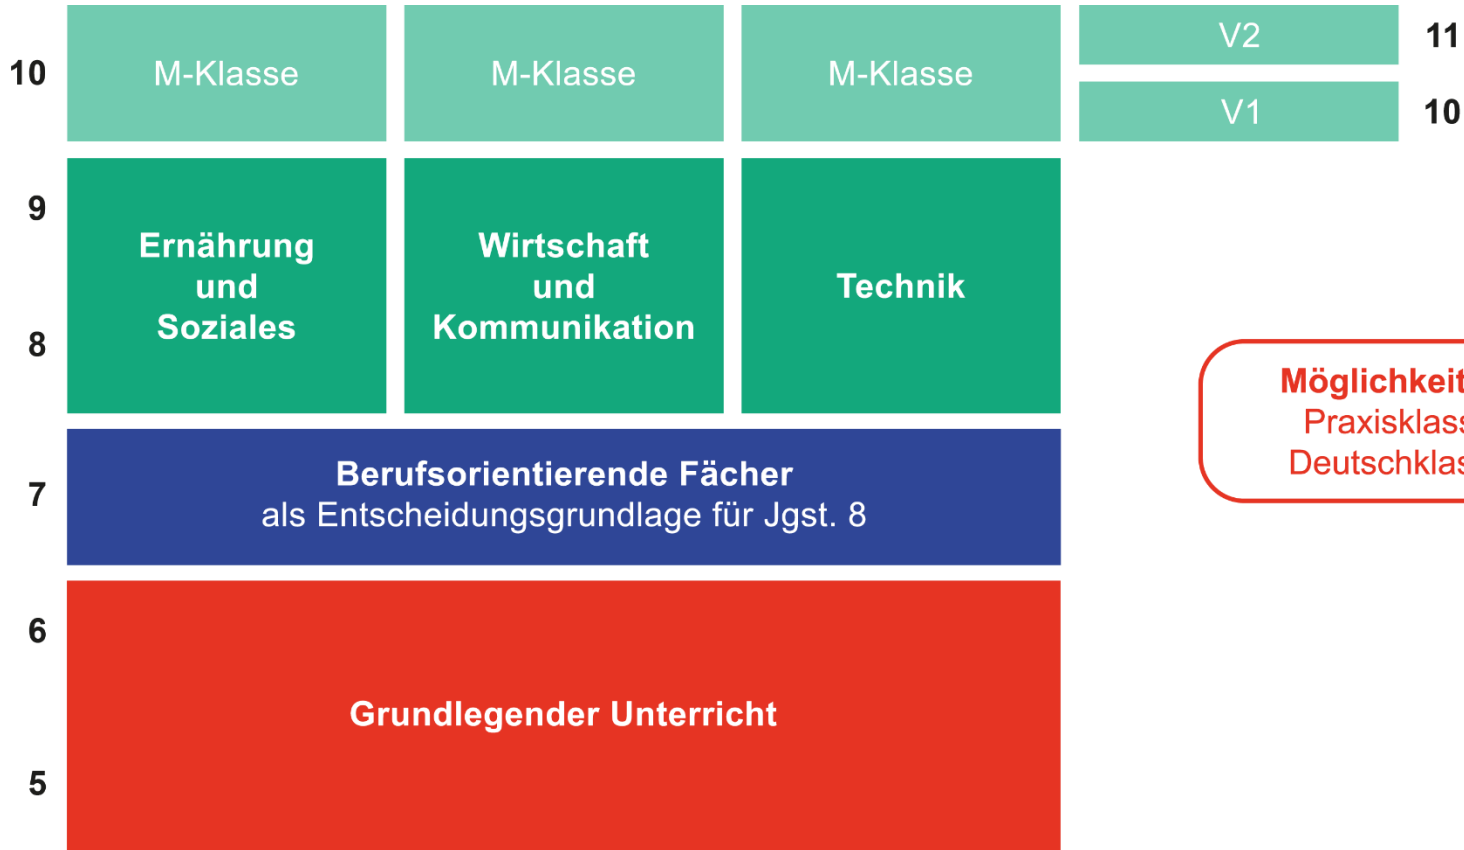 10
M-Klasse
M-Klasse
M-Klasse
V2
11
V1
10
9
8
Ernährung
und
Soziales
Wirtschaft
und
Kommunikation
Technik
7
Berufsorientierende Fächer
als Entscheidungsgrundlage für Jgst. 8
6
5
Grundlegender Unterricht